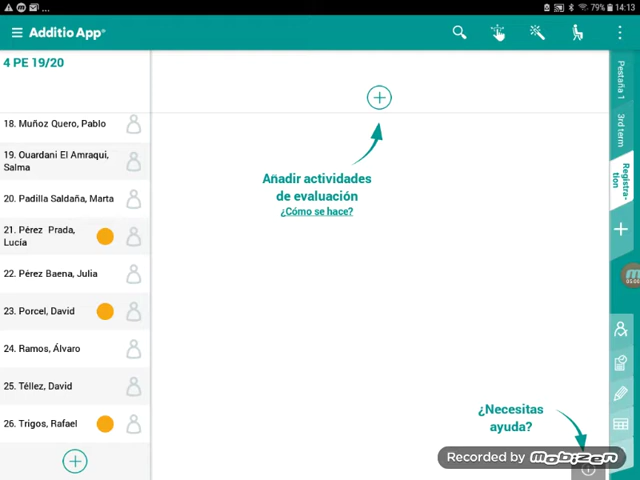 79% 14:13
Additio App®
4 PE 19/20
18. Muñoz Quero, Pablo
19. Ouardani El Amraqui,
Salma
20. Padilla Saldaña, Marta
21. Pérez Prada,
Lucía
22. Pérez Baena, Julia
23. Porcel, David
24. Ramos, Álvaro
25. Téllez, David
26. Trigos, Rafael
Añadir actividades
de evaluación
¿Cómo se hace?
Pestaña 1
3rd term
Registra-
tion
¿Necesitas
ayuda?
Recorded by mobizen